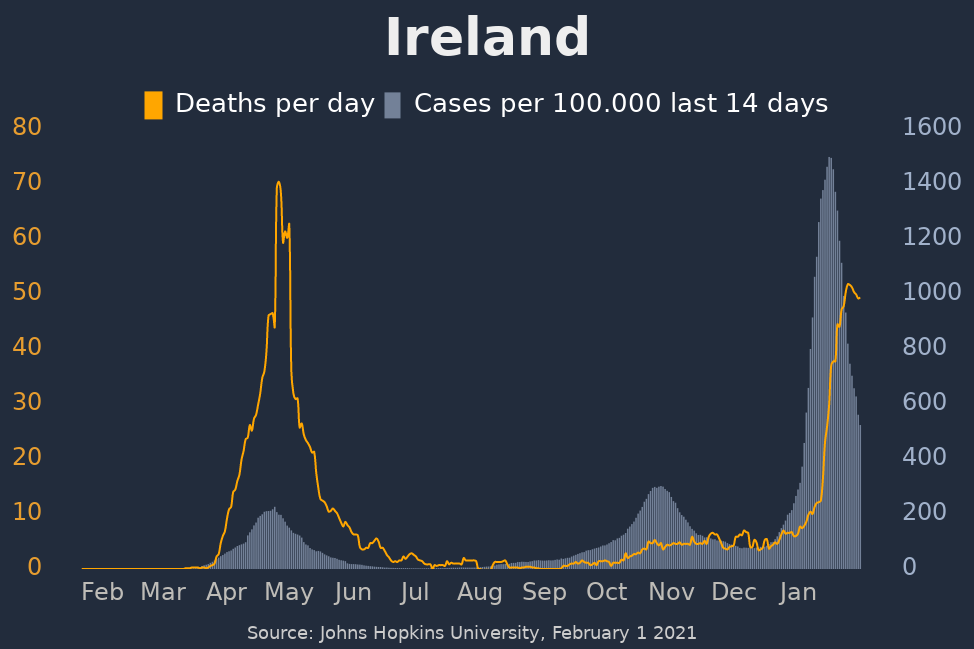 Ireland
Deaths per day Cases per 100.000 last 14 days
80 1600
70 1400
60 1200
50 1000
40 800
30 600
20 400
10 200
0 0
Feb Mar Apr May Jun Jul Aug Sep Oct Nov Dec Jan
Source: Johns Hopkins University, February 1 2021